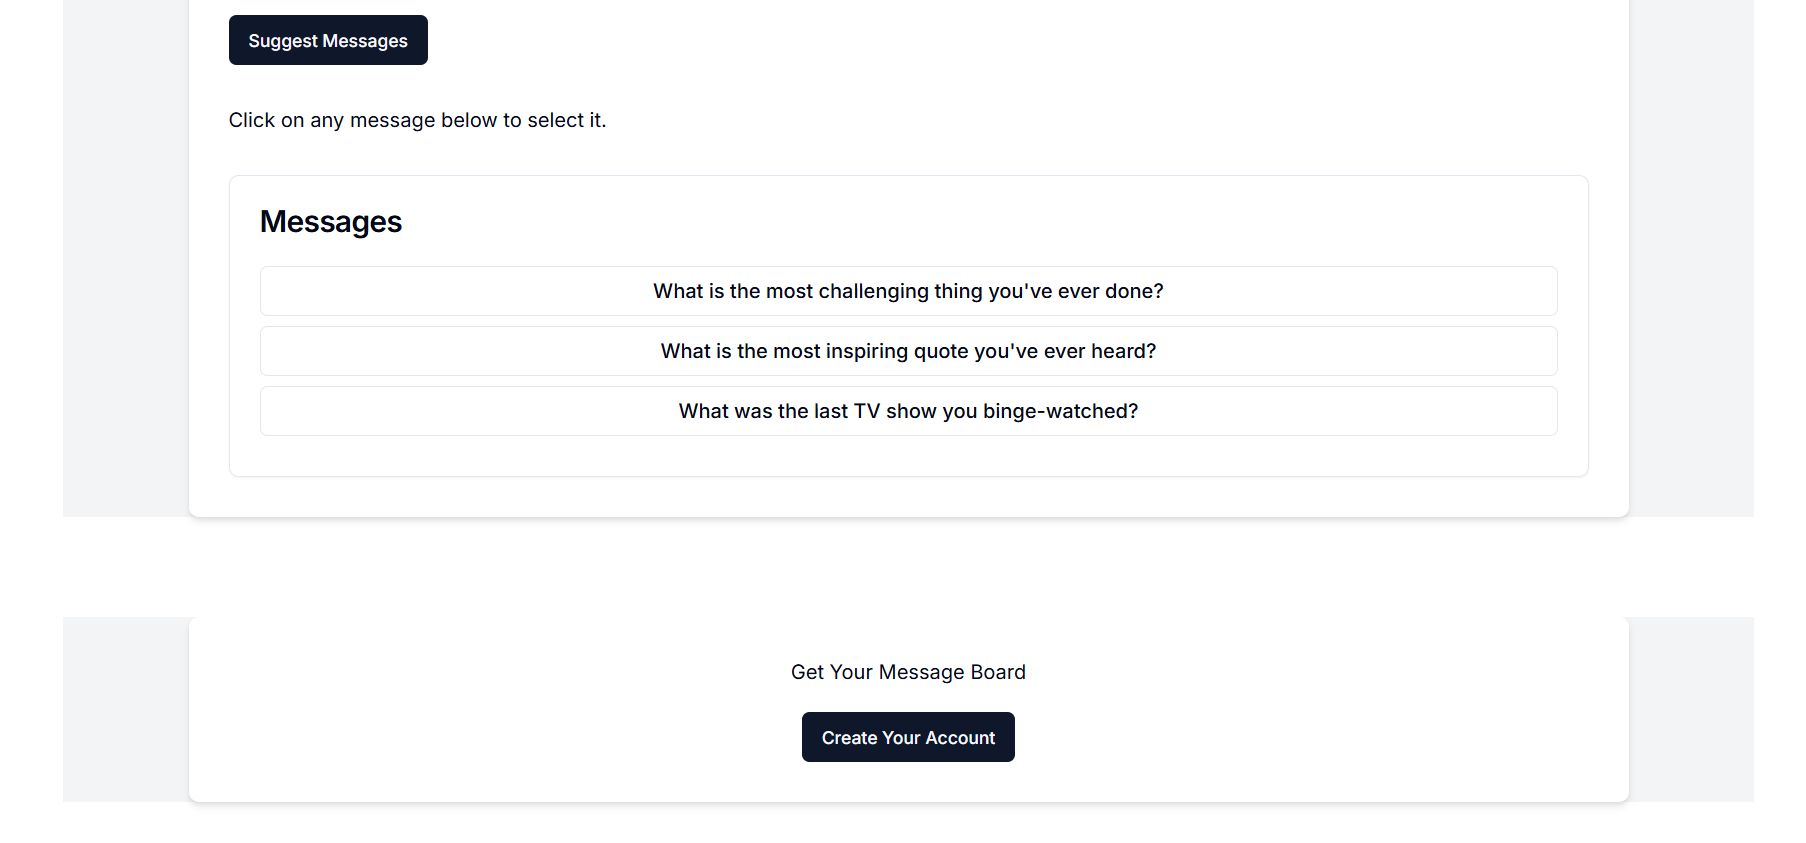 Suggest Messages
Click on any message below to select it.
Messages
What is the most challenging thing you've ever done?
What is the most inspiring quote you've ever heard?
What was the last TV show you binge-watched?
Get Your Message Board
Create Your Account